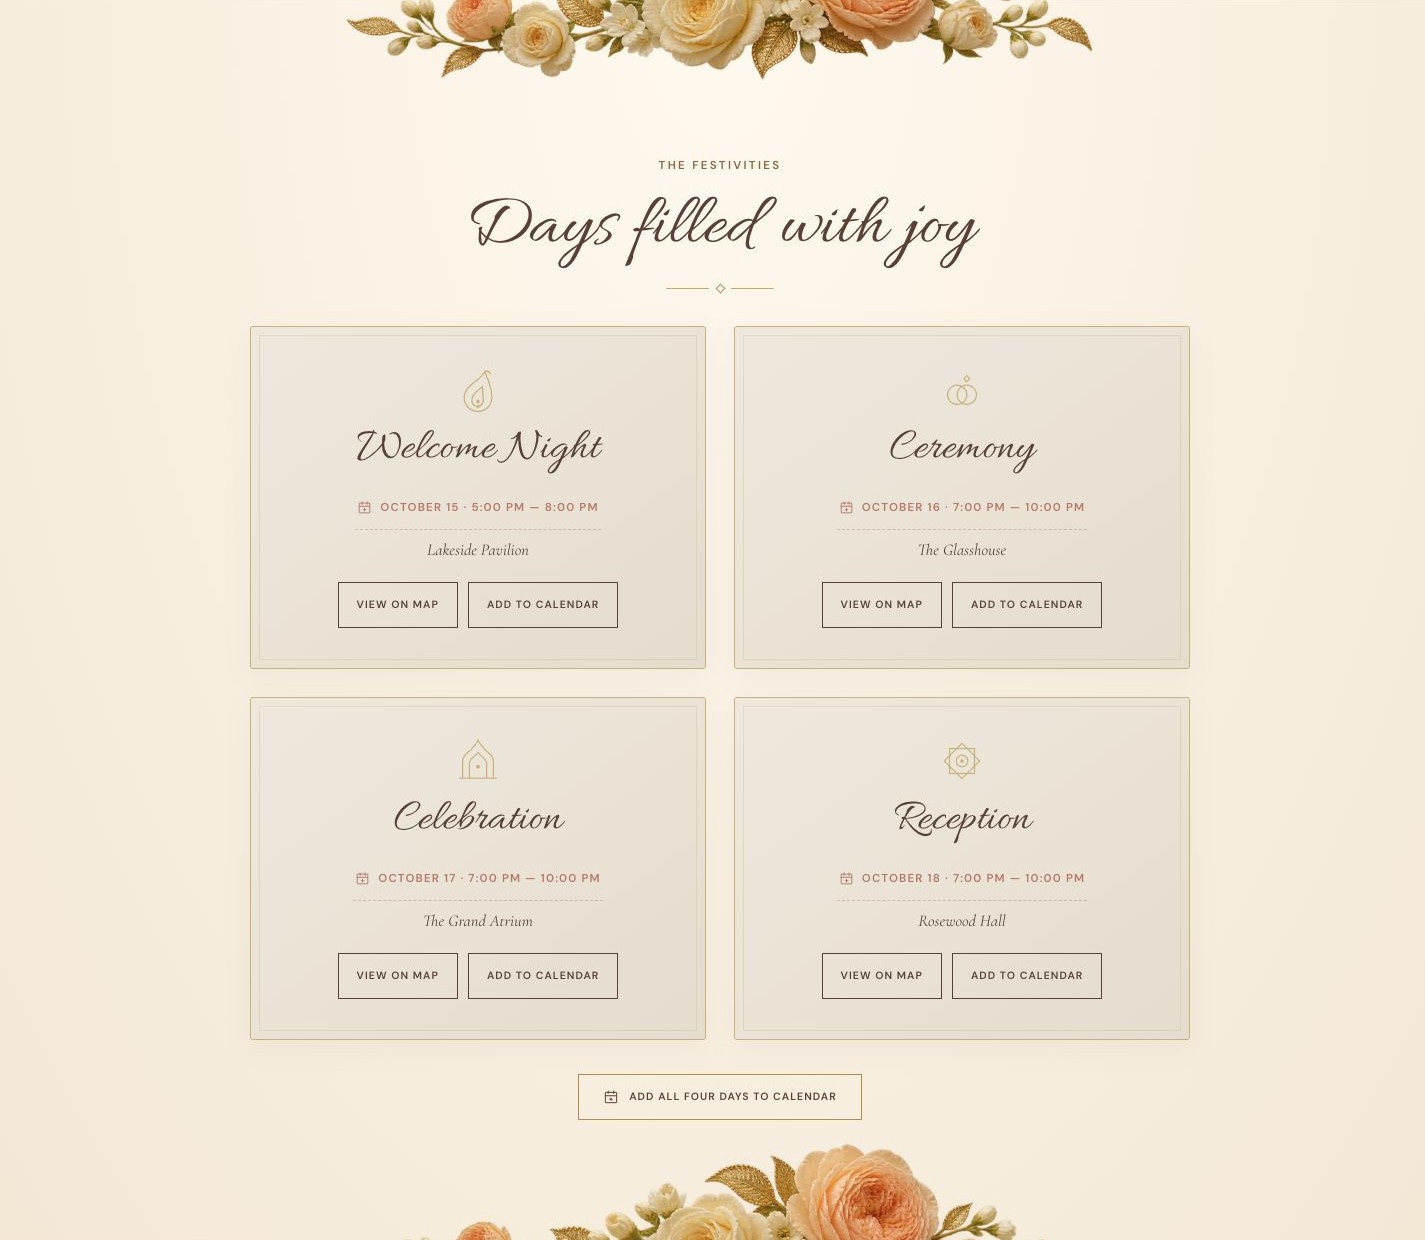 THE FESTIVITIES
Days filled with joy
Welcome Night
OCTOBER 15 · 5:00 PM — 8:00 PM
Lakeside Pavilion
VIEW ON MAP
ADD TO CALENDAR
Ceremony
OCTOBER 16 · 7:00 PM — 10:00 PM
The Glasshouse
VIEW ON MAP
ADD TO CALENDAR
Celebration
OCTOBER 17 · 7:00 PM — 10:00 PM
The Grand Atrium
VIEW ON MAP
ADD TO CALENDAR
Reception
OCTOBER 18 · 7:00 PM — 10:00 PM
Rosewood Hall
VIEW ON MAP
ADD TO CALENDAR
ADD ALL FOUR DAYS TO CALENDAR